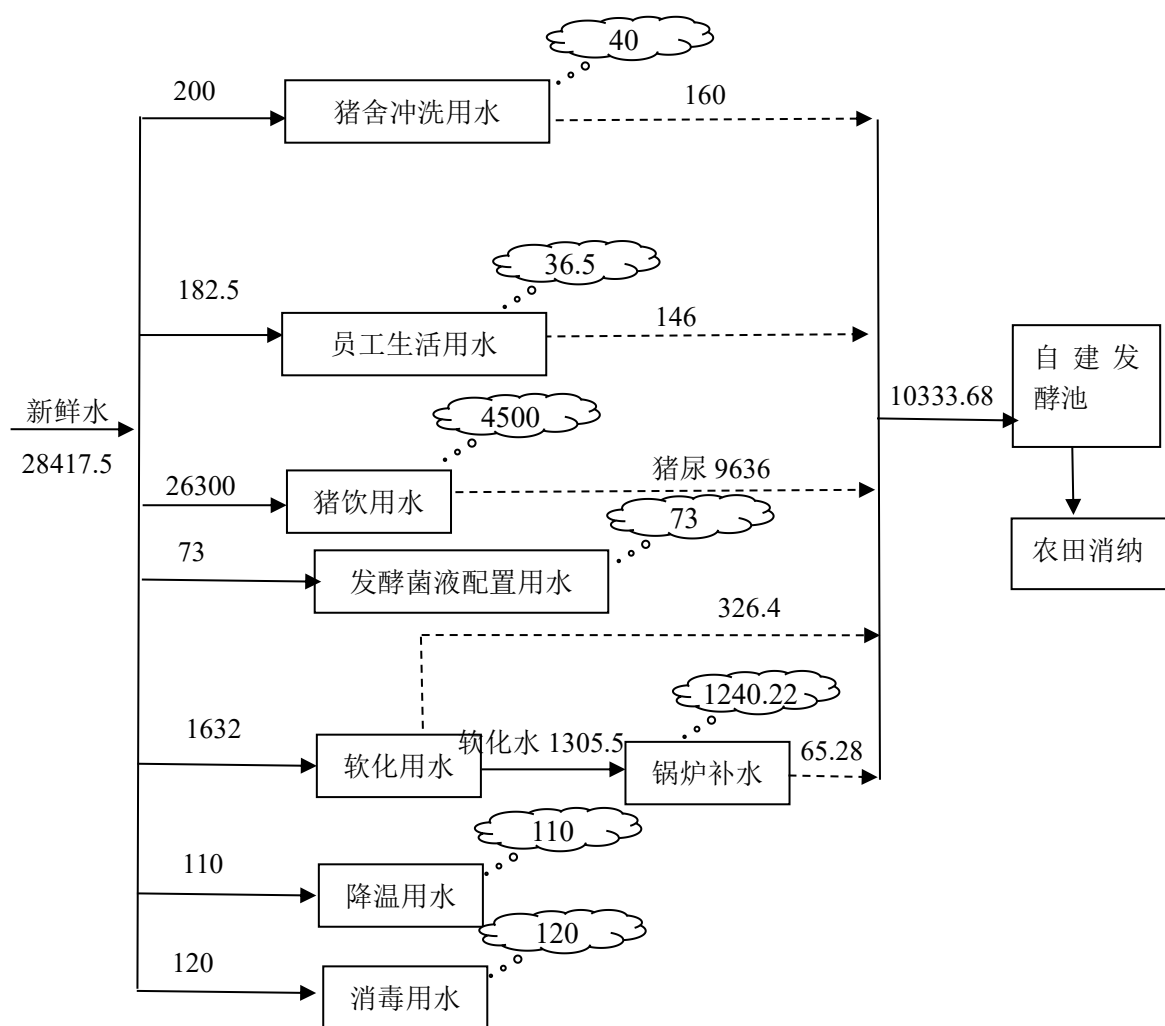 40
200
猪舍冲洗用水
160
36.5
182.5
员工生活用水
146
自建发
酵池
新鲜水
28417.5
10333.68
4500
26300
猪饮用水
猪尿 9636
73
73
发酵菌液配置用水
农田消纳
326.4
1240.22
1632
软化用水
软化水 1305.5
锅炉补水
65.28
110
110
降温用水
120
120
消毒用水